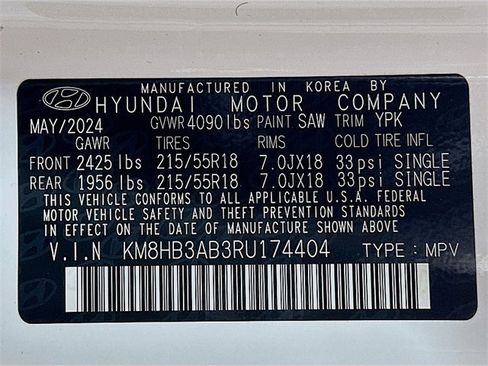 MANUFACTURED IN KOREA BY
HYUNDAI MOTOR COMPANY
MAY/2024 GVWR 4090lbs PAINT SAW TRIM YPK
GAWR TIRES RIMS COLD TIRE INFL
FRONT 2425lbs 215/55R18 7.0JX18 33psi SINGLE
REAR 1956lbs 215/55R18 7.0JX18 33psi SINGLE
THIS VEHICLE CONFORMS TO ALL APPLICABLE U.S.A. FEDERAL
MOTOR VEHICLE SAFETY AND THEFT PREVENTION STANDARDS
IN EFFECT ON THE DATE OF MANUFACTURE SHOWN ABOVE.
V.I.N KM8HB3AB3RU174404 TYPE : MPV